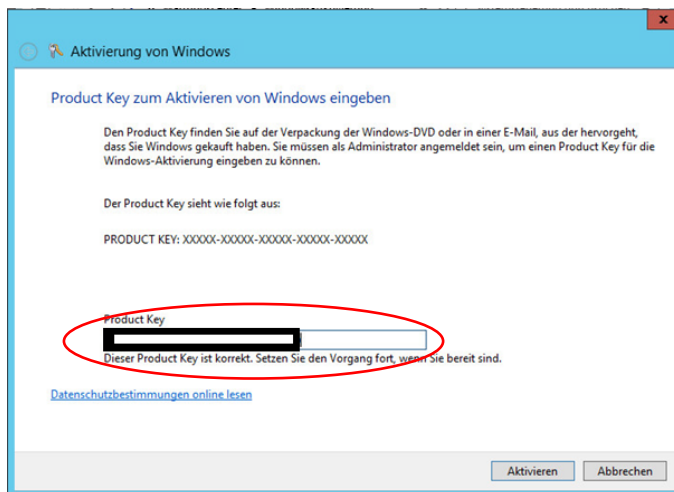 x
Aktivierung von Windows
Product Key zum Aktivieren von Windows eingeben
Den Product Key finden Sie auf der Verpackung der Windows-DVD oder in einer E-Mail, aus der hervorgeht,
dass Sie Windows gekauft haben. Sie müssen als Administrator angemeldet sein, um einen Product Key für die
Windows-Aktivierung eingeben zu können.
Der Product Key sieht wie folgt aus:
PRODUCT KEY: XXXXX-XXXXX-XXXXX-XXXXX-XXXXX
Product Key
Dieser Product Key ist korrekt. Setzen Sie den Vorgang fort, wenn Sie bereit sind.
Datenschutzbestimmungen online lesen
Aktivieren Abbrechen